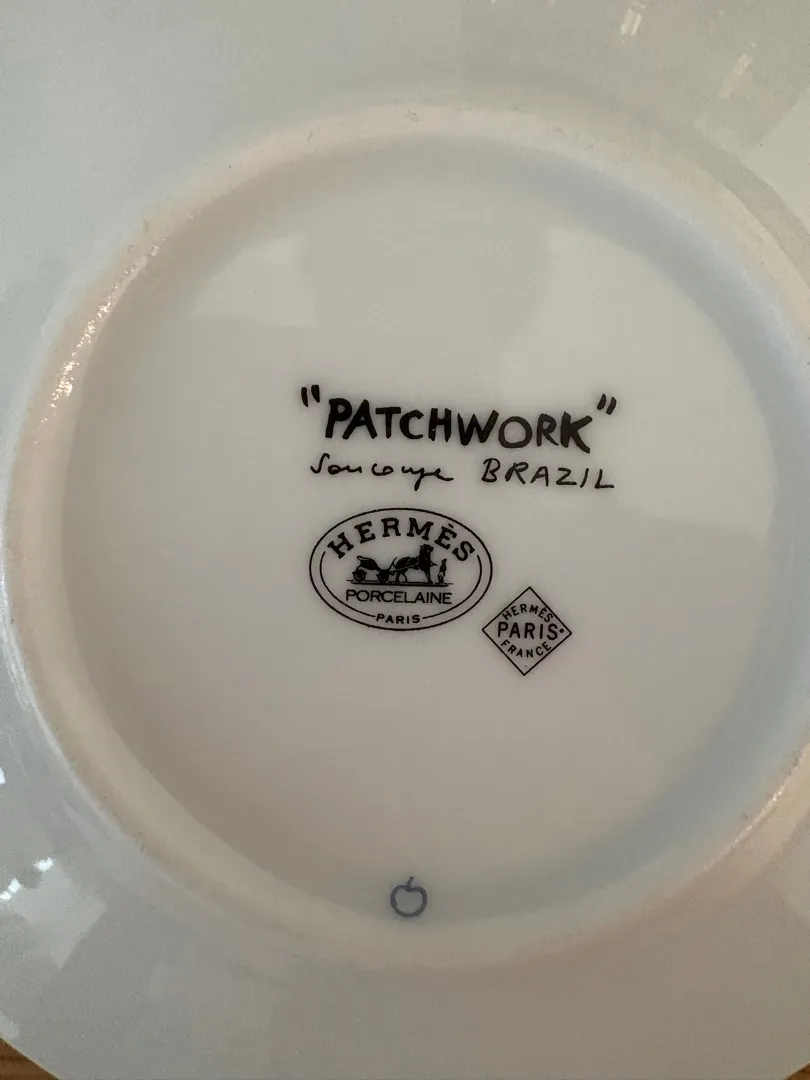 "PATCHWORK"
Soucoupe BRAZIL
HERMÈS
PORCELAINE
PARIS
HERMÈS
PARIS
FRANCE